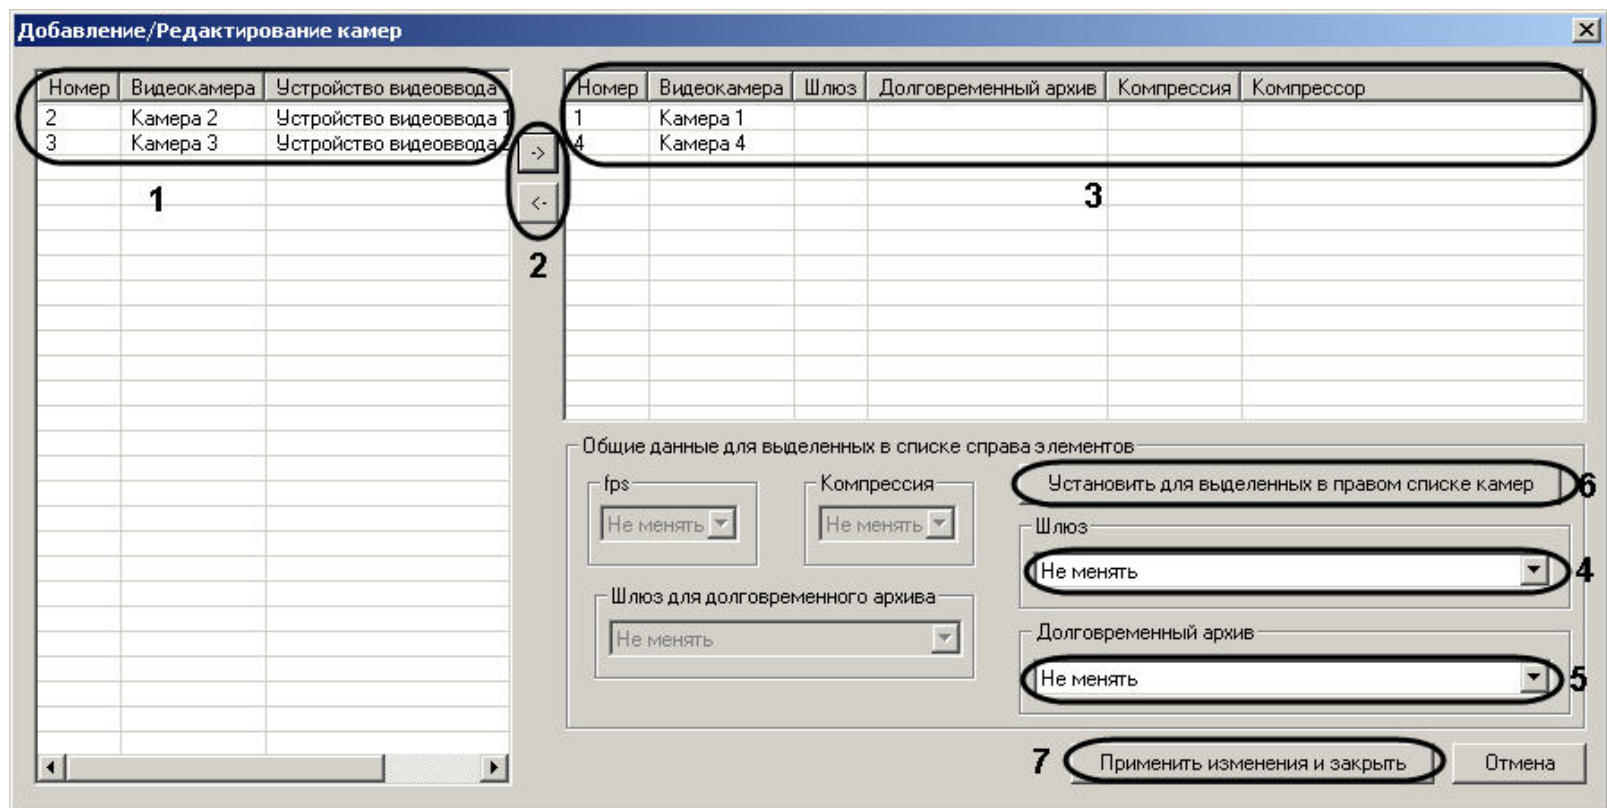 Добавление/Редактирование камер
Номер Видеокамера Устройство видеоввода
2 Камера 2 Устройство видеоввода 1
3 Камера 3 Устройство видеоввода
1
->
<-
2
Номер Видеокамера Шлюз Долговременный архив Компрессия Компрессор
1 Камера 1
4 Камера 4
3
Общие данные для выделенных в списке справа элементов
fps
Не менять
Компрессия
Не менять
Установить для выделенных в правом списке камер 6
Шлюз
Не менять 4
Шлюз для долговременного архива
Не менять
Долговременный архив
Не менять 5
7 Применить изменения и закрыть Отмена